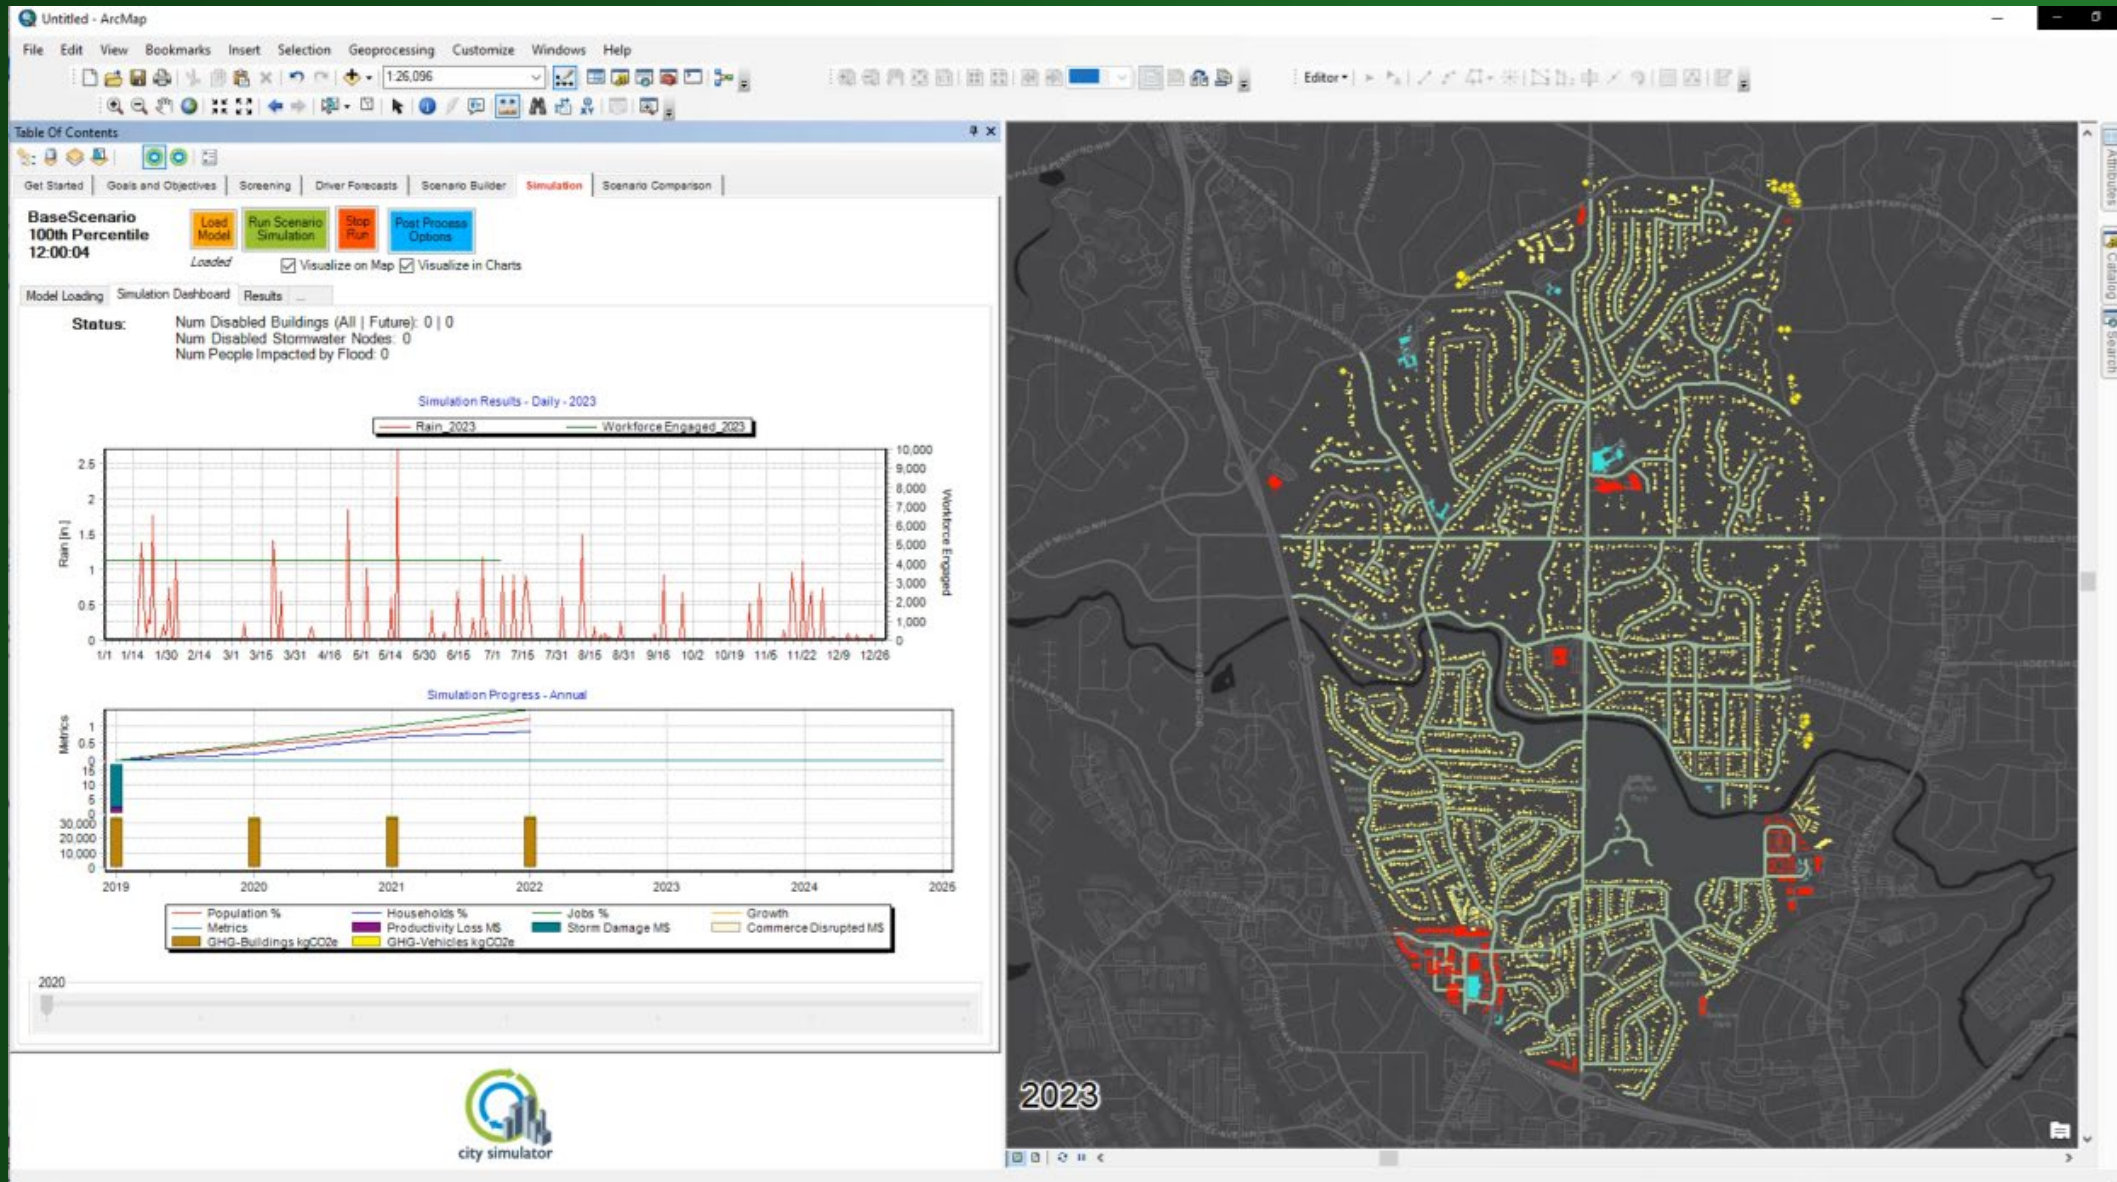 Untitled - ArcMap
File Edit View Bookmarks Insert Selection Geoprocessing Customize Windows Help
1:26,096
Editor
Table Of Contents
Get Started Goals and Objectives Screening Driver Forecasts Scenario Builder Simulation Scenario Comparison
BaseScenario
100th Percentile
12:00:04
Load Model
Run Scenario Simulation
Stop Run
Post Process Options
Loaded
Visualize on Map Visualize in Charts
Model Loading Simulation Dashboard Results ...
Status:
Num Disabled Buildings (All | Future): 0 | 0
Num Disabled Stormwater Nodes: 0
Num People Impacted by Flood: 0
Simulation Results - Daily - 2023
Rain_2023 Workforce Engaged_2023
Rain [in.]
2.5
2
1.5
1
0.5
0
10,000
9,000
8,000
7,000
6,000
5,000
4,000
3,000
2,000
1,000
0
Workforce Engaged
1/1 1/14 1/30 2/14 3/1 3/16 3/31 4/16 5/1 5/14 5/30 6/15 7/1 7/15 7/31 8/15 8/31 9/16 10/2 10/19 11/5 11/22 12/9 12/26
Simulation Progress - Annual
Metrics
1
0.5
0
15
10
5
0
30,000
20,000
10,000
0
2019 2020 2021 2022 2023 2024 2025
Population % Households % Jobs % Growth
Metrics Productivity Loss M$ Storm Damage M$ Commerce Disrupted M$
GHG-Buildings kgCO2e GHG-Vehicles kgCO2e
2020
city simulator
2023
Attributes
Catalog
Search